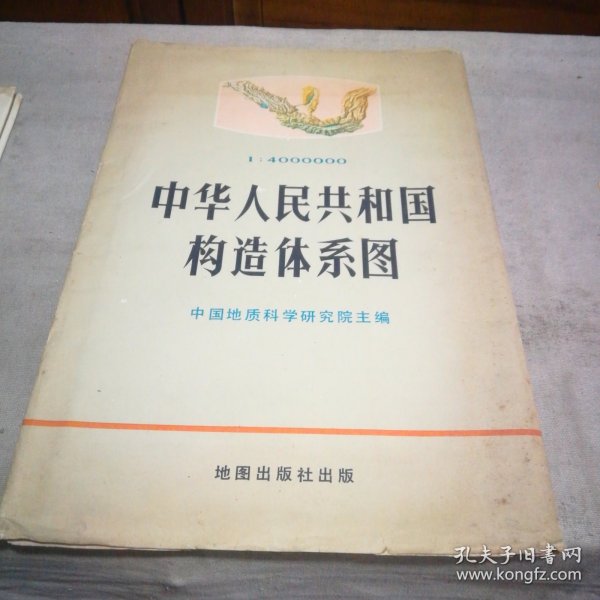 1:4000000
中华人民共和国
构造体系图
中国地质科学研究院主编
地图出版社出版
孔夫子旧书网
www.kongfz.com